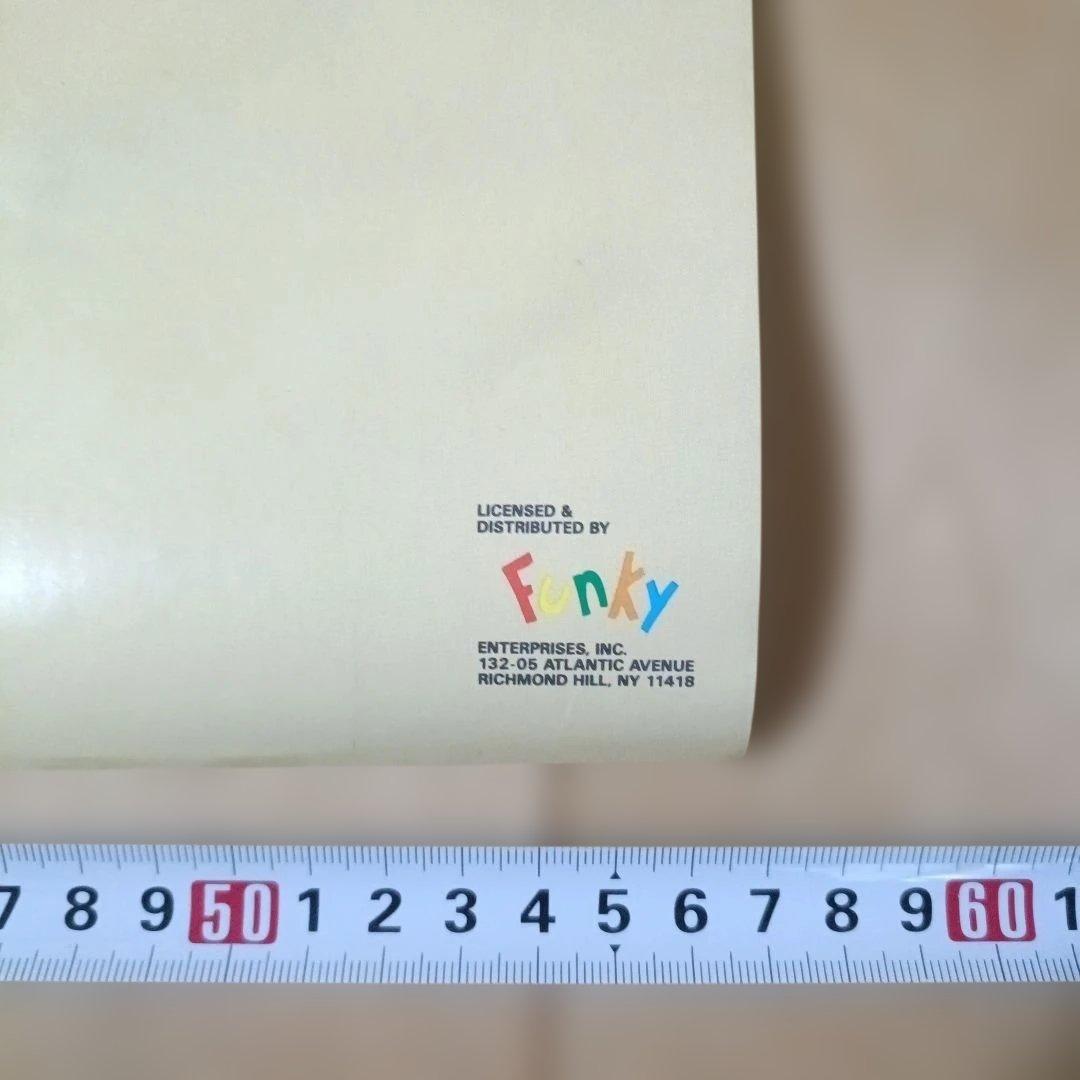 LICENSED &
DISTRIBUTED BY
Funky
ENTERPRISES, INC.
132-05 ATLANTIC AVENUE
RICHMOND HILL, NY 11418
7 8 9 50 1 2 3 4 5 6 7 8 9 60 1